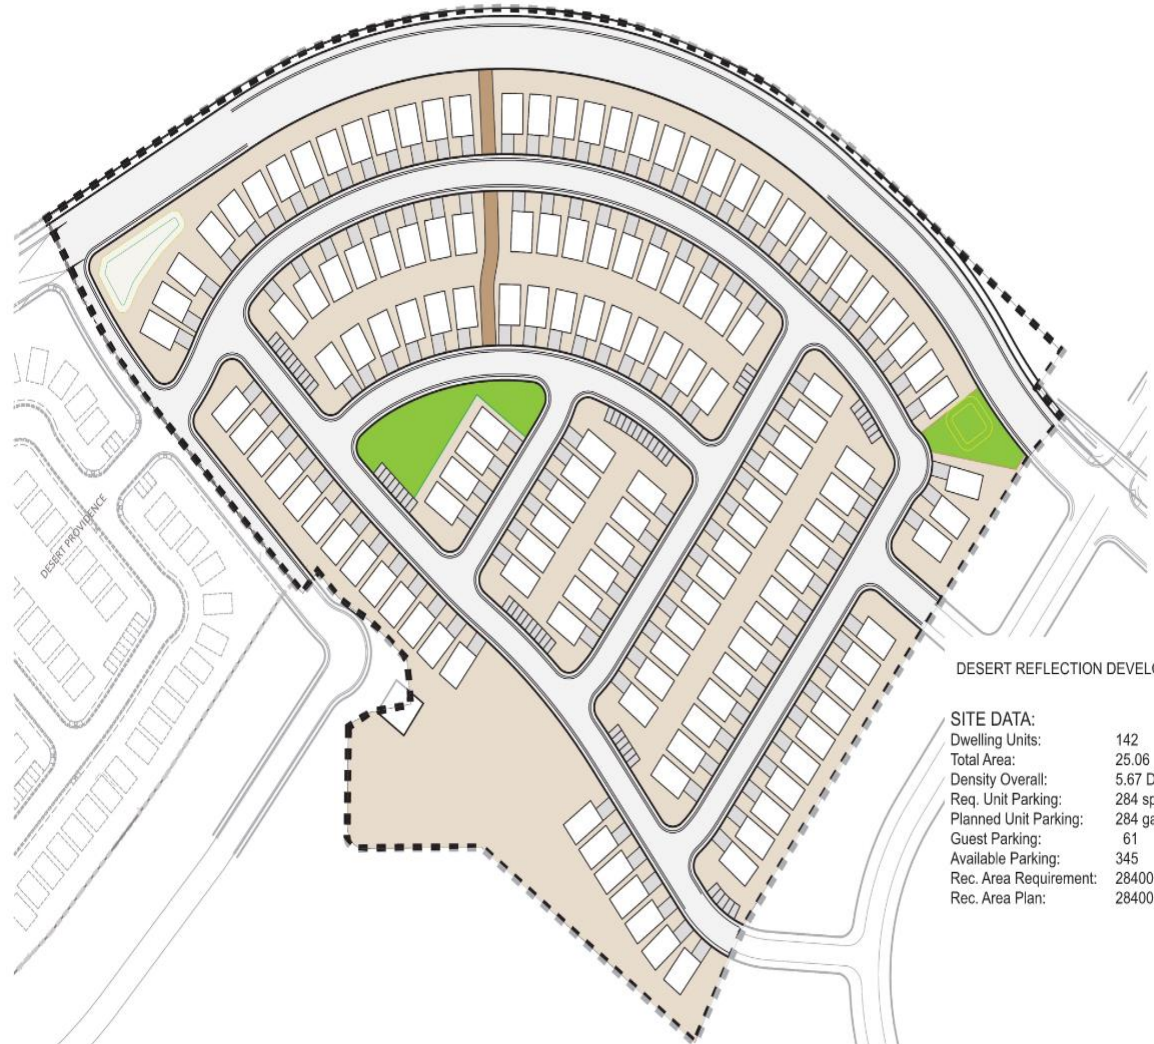 DESERT PROVIDENCE
DESERT REFLECTION DEVELO
SITE DATA:
Dwelling Units: 142
Total Area: 25.06
Density Overall: 5.67 D
Req. Unit Parking: 284 sp
Planned Unit Parking: 284 ga
Guest Parking: 61
Available Parking: 345
Rec. Area Requirement: 28400
Rec. Area Plan: 28400